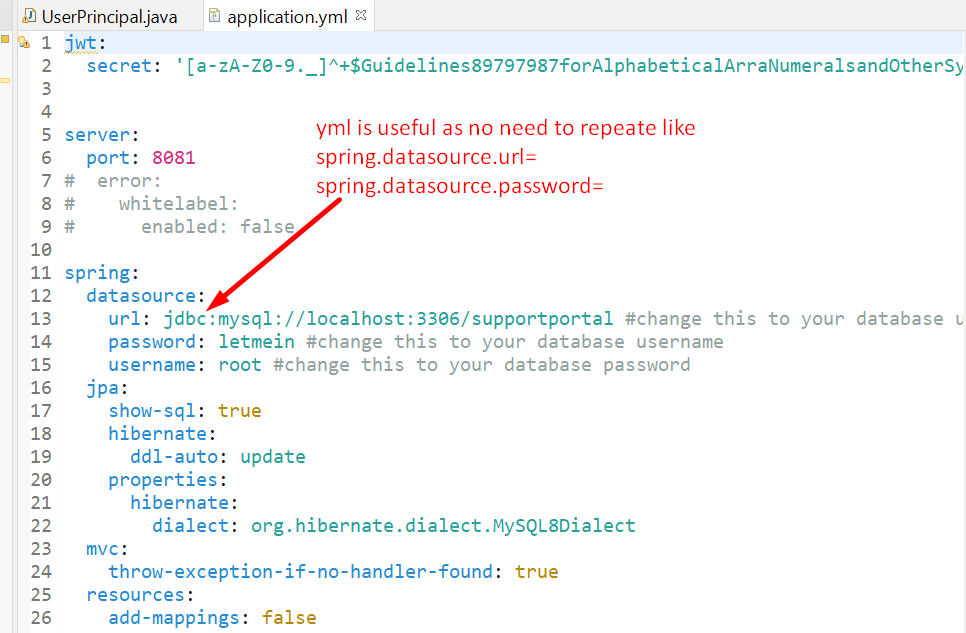 UserPrincipal.java
application.yml
1 jwt:
2 secret: '[a-zA-Z0-9._]^+$Guidelines89797987forAlphabeticalArraNumeralsandOtherSy
3
4
5 server:
6 port: 8081
7 # error:
8 # whitelabel:
9 # enabled: false
yml is useful as no need to repeate like
spring.datasource.url=
spring.datasource.password=
10
11 spring:
12 datasource:
13 url: jdbc:mysql://localhost:3306/supportportal #change this to your database u
14 password: letmein #change this to your database username
15 username: root #change this to your database password
16 jpa:
17 show-sql: true
18 hibernate:
19 ddl-auto: update
20 properties:
21 hibernate:
22 dialect: org.hibernate.dialect.MySQL8Dialect
23 mvc:
24 throw-exception-if-no-handler-found: true
25 resources:
26 add-mappings: false